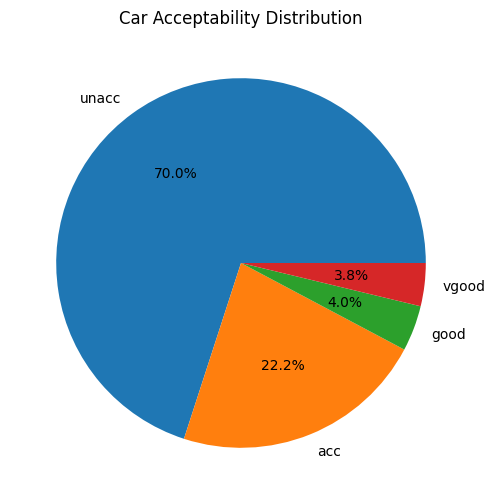 Car Acceptability Distribution
unacc
70.0%
3.8%
vgood
4.0%
good
22.2%
acc